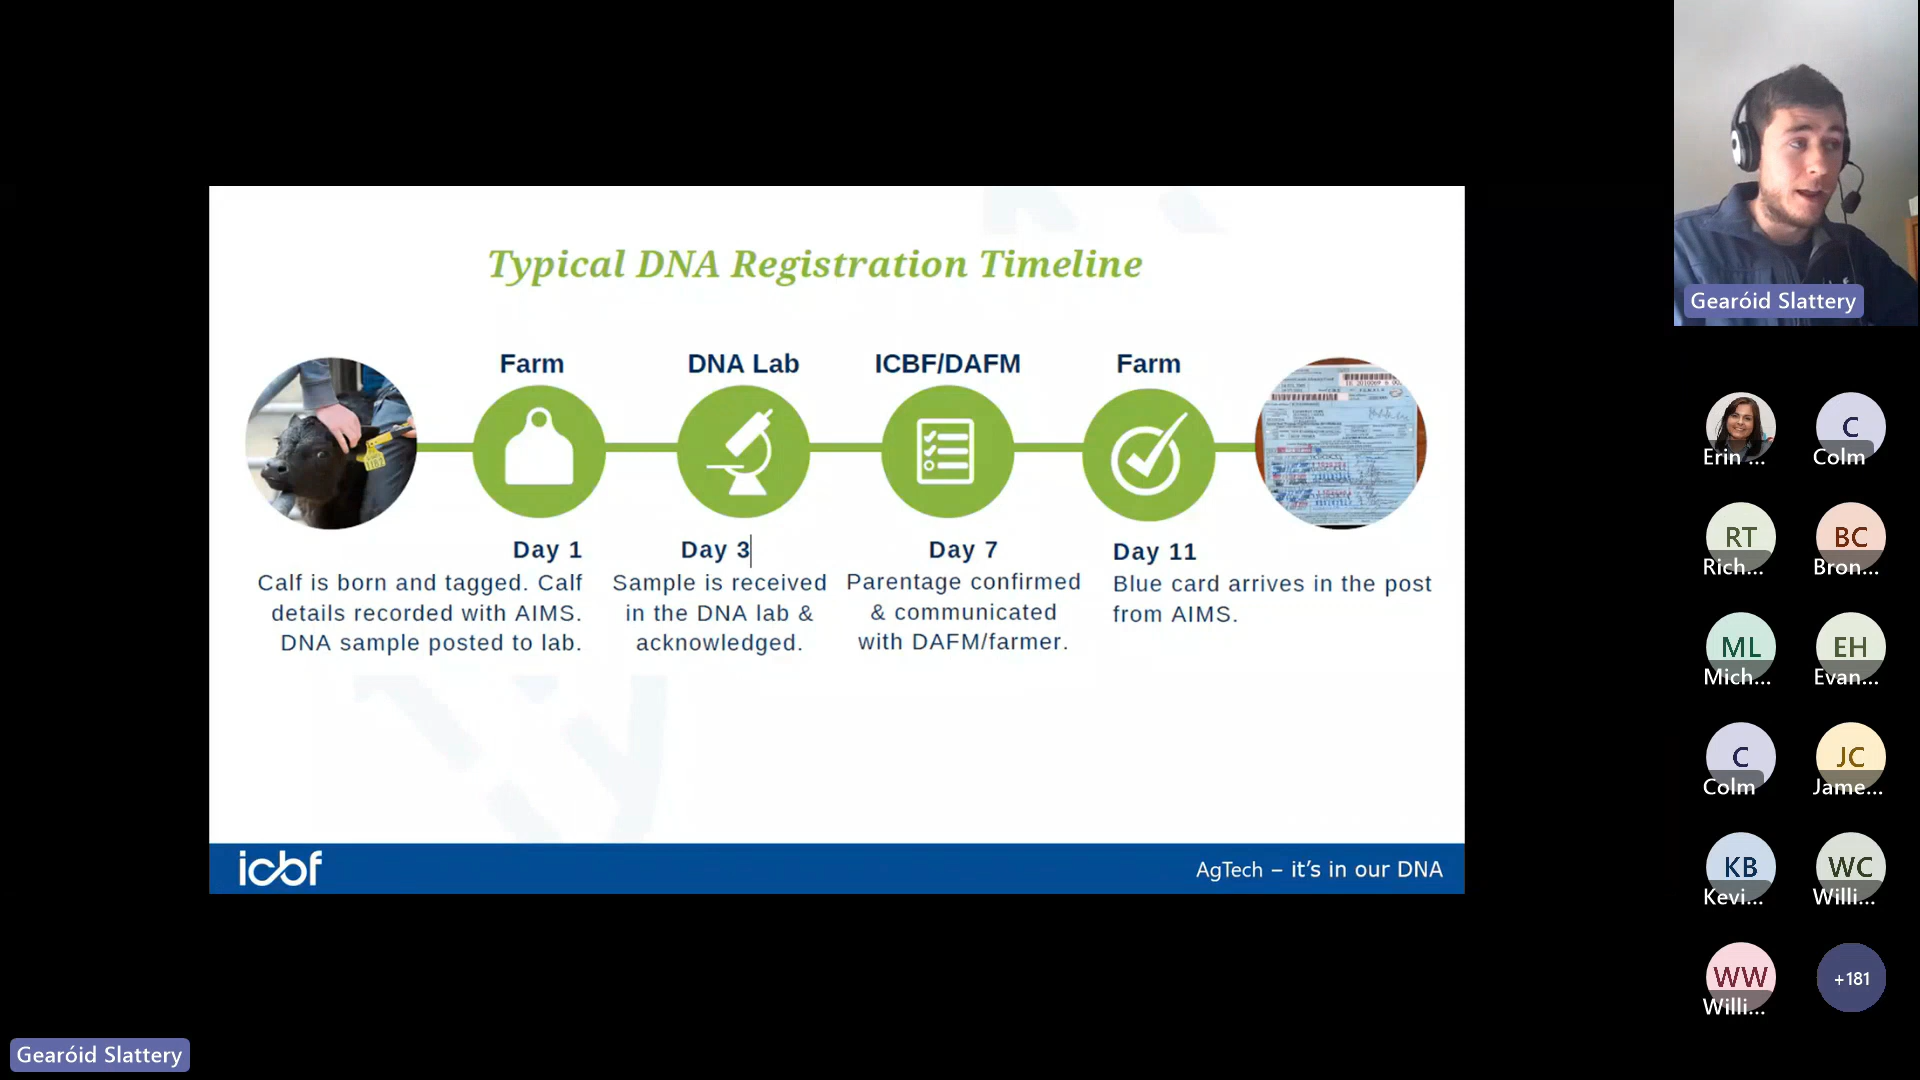 Typical DNA Registration Timeline
Farm
DNA Lab
ICBF/DAFM
Farm
Day 1
Calf is born and tagged. Calf
details recorded with AIMS.
DNA sample posted to lab.
Day 3
Sample is received
in the DNA lab &
acknowledged.
Day 7
Parentage confirmed
& communicated
with DAFM/farmer.
Day 11
Blue card arrives in the post
from AIMS.
icbf
AgTech – it's in our DNA
Gearóid Slattery
Erin ...
C
Colm
RT
Rich...
BC
Bron...
ML
Mich...
EH
Evan...
C
Colm
JC
Jame...
KB
Kevi...
WC
Willi...
WW
Willi...
+181
Gearóid Slattery